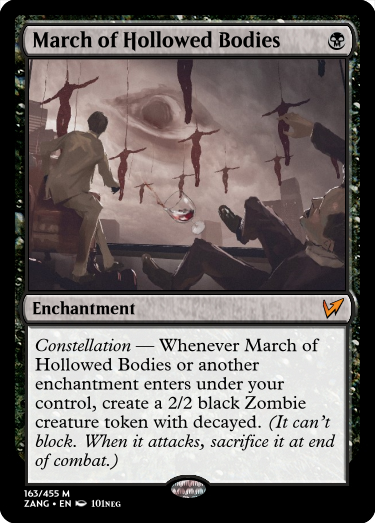 March of Hollowed Bodies
Enchantment
Constellation — Whenever March of
Hollowed Bodies or another
enchantment enters under your
control, create a 2/2 black Zombie
creature token with decayed. (It can't
block. When it attacks, sacrifice it at end
of combat.)
163/455 M
ZANG • EN 101NEG